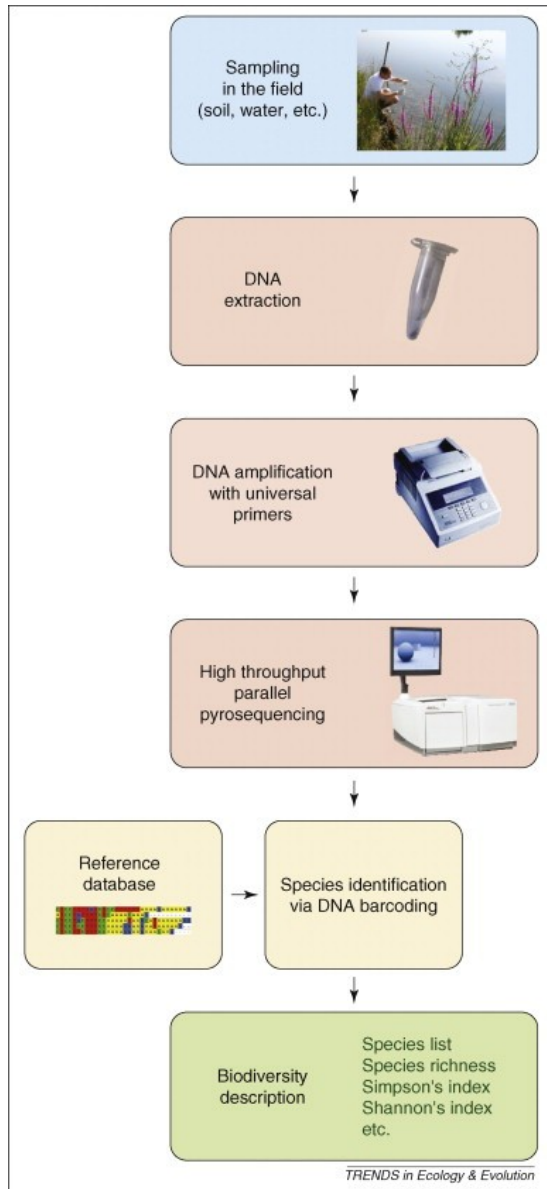 Sampling
in the field
(soil, water, etc.)
DNA
extraction
DNA amplification
with universal
primers
High throughput
parallel
pyrosequencing
Reference
database
Species identification
via DNA barcoding
Biodiversity
description
Species list
Species richness
Simpson's index
Shannon's index
etc.
TRENDS in Ecology & Evolution